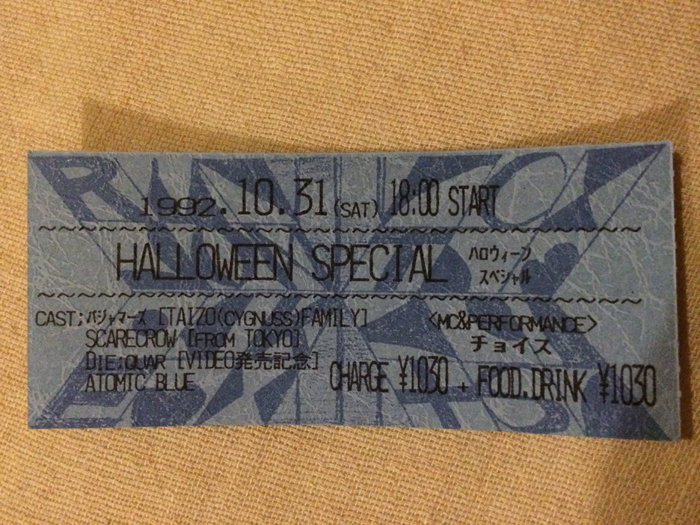 1992.10.31(SAT) 18:00 START
HALLOWEEN SPECIAL ハロウィーン スペシャル
CAST;パジャマーズ [TAIZO(CYGNUSS)FAMILY]
SCARECROW [FROM TOKYO]
DIE;QUAR [VIDEO発売記念]
ATOMIC BLUE
<MC&PERFORMANCE>
チョイス
CHARGE ¥1030 + FOOD.DRINK ¥1030